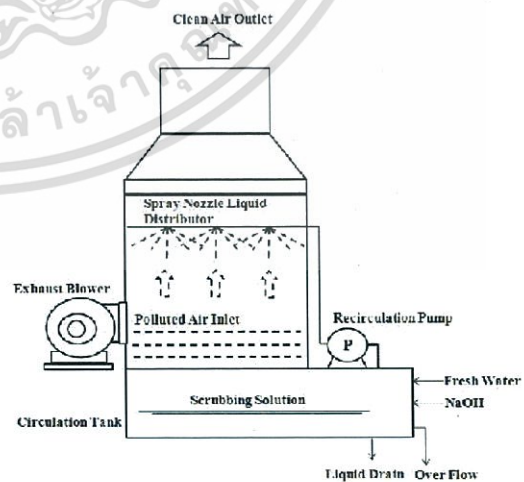 Clean Air Outlet
Spray Nozzle Liquid
Distributor
Exhaust Blower
Polluted Air Inlet
Recirculation Pump
P
Fresh Water
Scrubbing Solution
NaOH
Circulation Tank
Liquid Drain
Over Flow